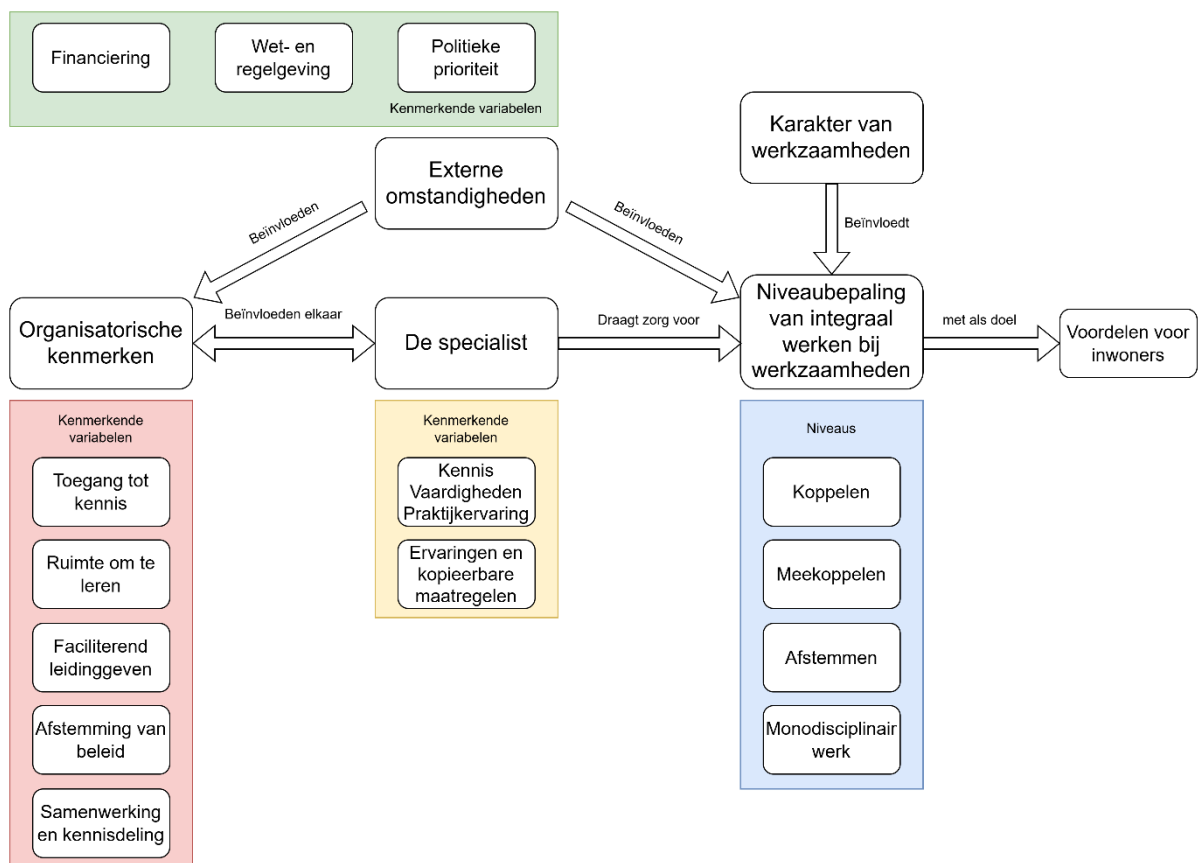 Financiering
Wet- en
regelgeving
Politieke
prioriteit
Kenmerkende variabelen
Externe
omstandigheden
Karakter van
werkzaamheden
Beïnvloeden
Beïnvloeden
Beïnvloedt
Organisatorische
kenmerken
Beïnvloeden elkaar
De specialist
Draagt zorg voor
Niveaubepaling
van integraal
werken bij
werkzaamheden
met als doel
Voordelen voor
inwoners
Kenmerkende
variabelen
Toegang tot
kennis
Ruimte om te
leren
Faciliterend
leidinggeven
Afstemming van
beleid
Samenwerking
en kennisdeling
Kenmerkende
variabelen
Kennis
Vaardigheden
Praktijkervaring
Ervaringen en
kopieerbare
maatregelen
Niveaus
Koppelen
Meekoppelen
Afstemmen
Monodisciplinair
werk